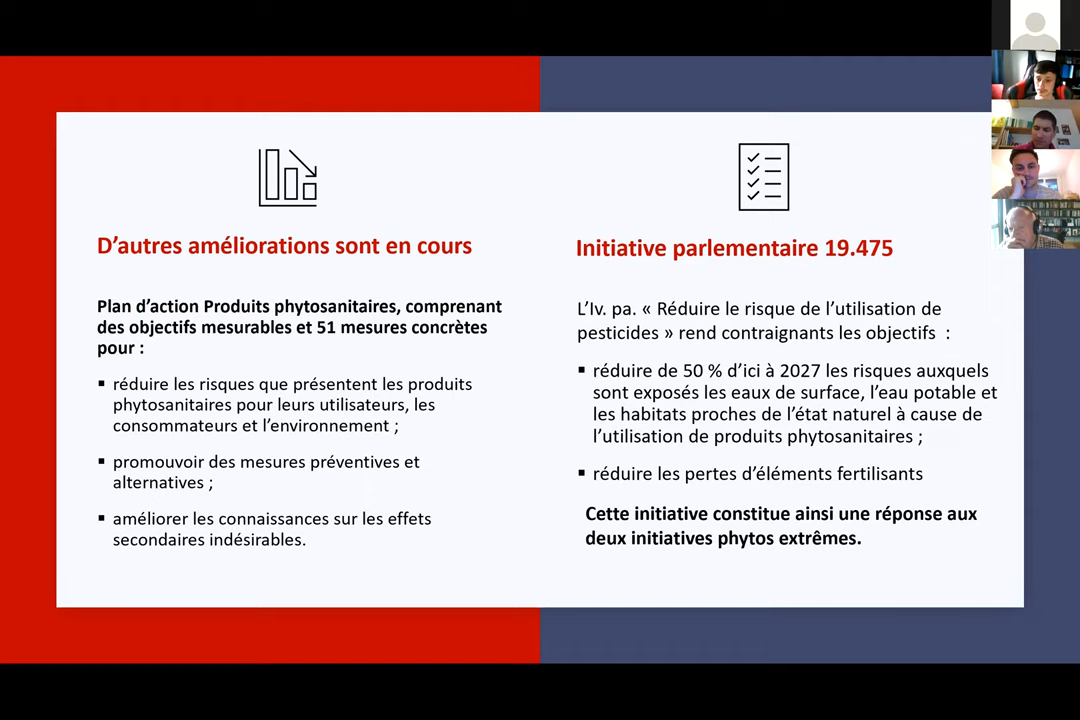 D’autres améliorations sont en cours
Plan d’action Produits phytosanitaires, comprenant
des objectifs mesurables et 51 mesures concrètes
pour :
▪ réduire les risques que présentent les produits
phytosanitaires pour leurs utilisateurs, les
consommateurs et l’environnement ;
▪ promouvoir des mesures préventives et
alternatives ;
▪ améliorer les connaissances sur les effets
secondaires indésirables.
Initiative parlementaire 19.475
L’Iv. pa. « Réduire le risque de l’utilisation de
pesticides » rend contraignants les objectifs :
▪ réduire de 50 % d’ici à 2027 les risques auxquels
sont exposés les eaux de surface, l’eau potable et
les habitats proches de l’état naturel à cause de
l’utilisation de produits phytosanitaires ;
▪ réduire les pertes d’éléments fertilisants
Cette initiative constitue ainsi une réponse aux
deux initiatives phytos extrêmes.